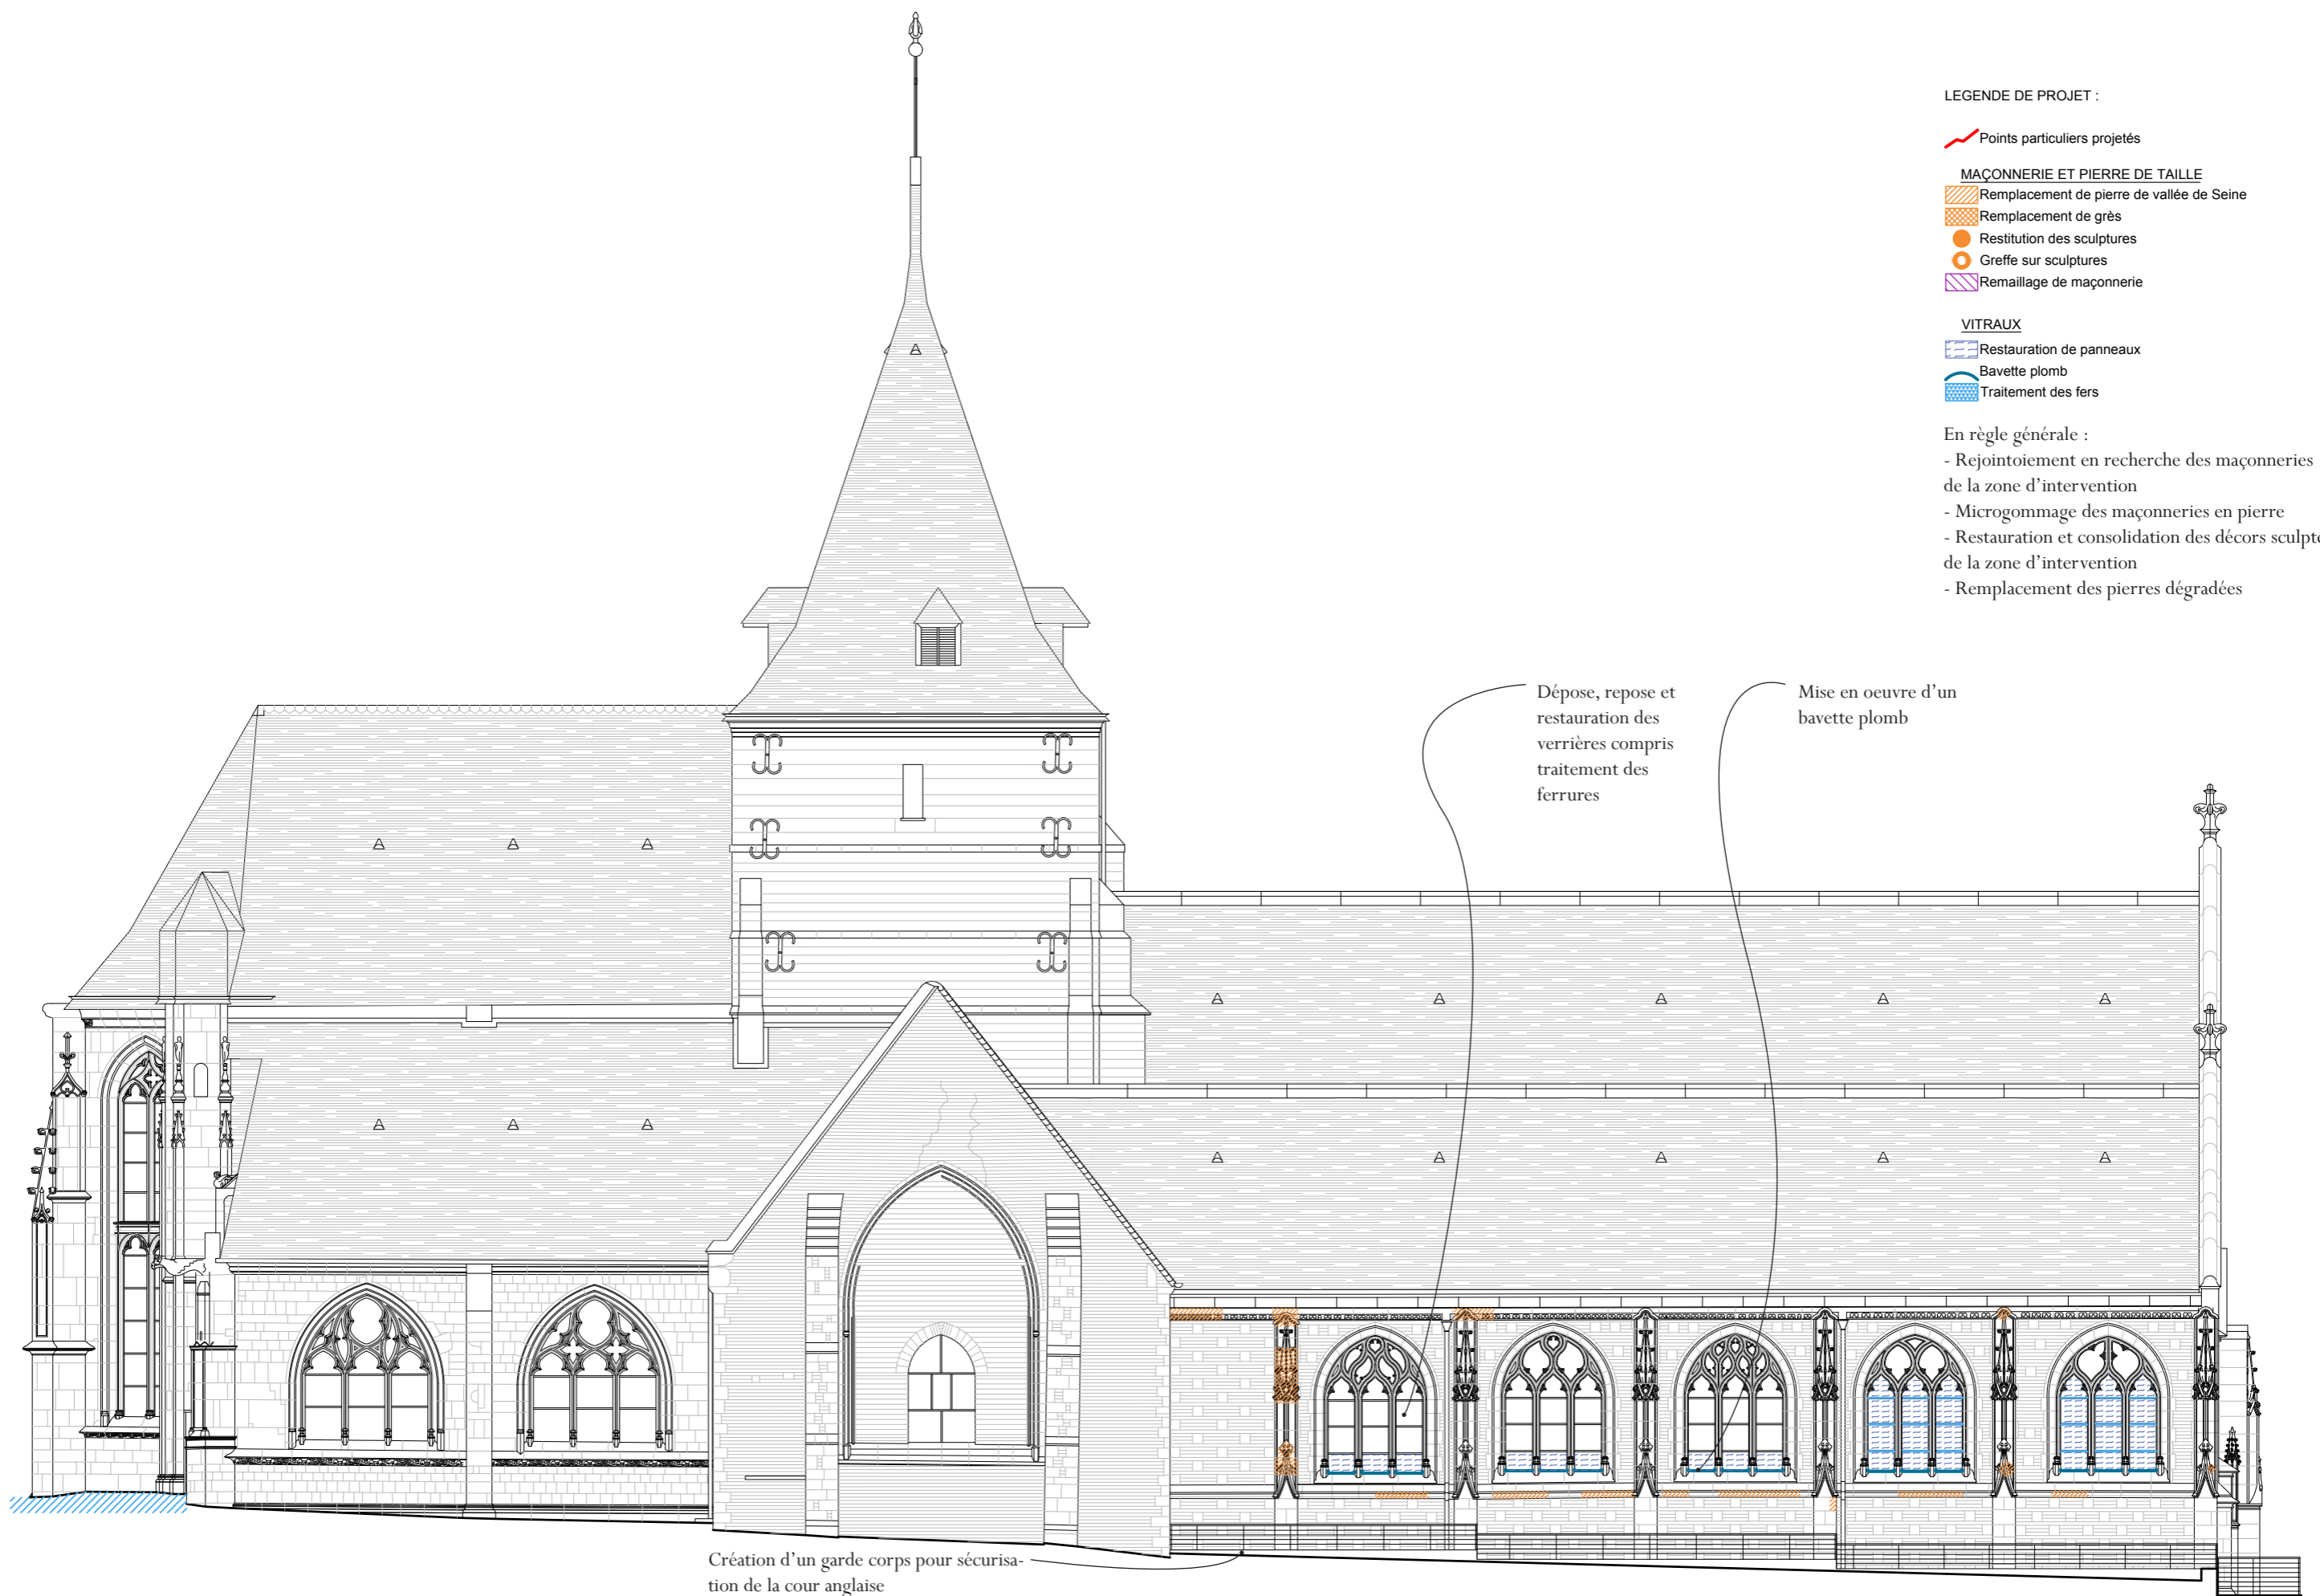 LEGENDE DE PROJET :
Points particuliers projetés
MAÇONNERIE ET PIERRE DE TAILLE
Remplacement de pierre de vallée de Seine
Remplacement de grès
Restitution des sculptures
Greffe sur sculptures
Remaillage de maçonnerie
VITRAUX
Restauration de panneaux
Bavette plomb
Traitement des fers
En règle générale :
- Rejointoiement en recherche des maçonneries
de la zone d’intervention
- Microgommage des maçonneries en pierre
- Restauration et consolidation des décors
de la zone d’intervention
- Remplacement des pierres dégradées
Dépose, repose et
restauration des
verrières compris
traitement des
ferrures
Mise en oeuvre d’un
bavette plomb
Création d’un garde corps pour sécurisa-
tion de la cour anglaise